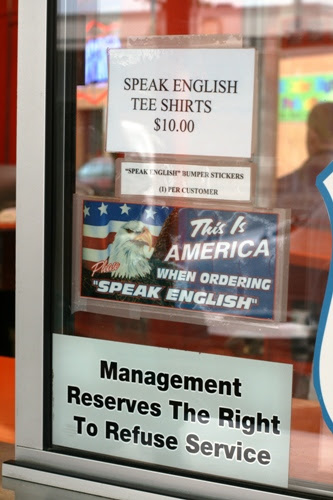 SPEAK ENGLISH
TEE SHIRTS
$10.00
"SPEAK ENGLISH" BUMPER STICKERS
(1) PER CUSTOMER
This Is
AMERICA
Please
WHEN ORDERING
"SPEAK ENGLISH"
Management
Reserves The Right
To Refuse Service